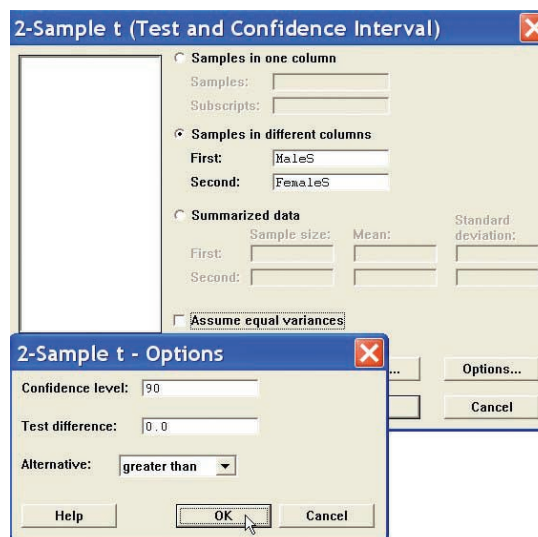 2-Sample t (Test and Confidence Interval)
Samples in one column
Samples:
Subscripts:
Samples in different columns
First: MaleS
Second: FemaleS
Summarized data
Sample size: Mean: Standard deviation:
First:
Second:
Assume equal variances
... Options...
Cancel
2-Sample t - Options
Confidence level: 90
Test difference: 0.0
Alternative: greater than
Help OK Cancel